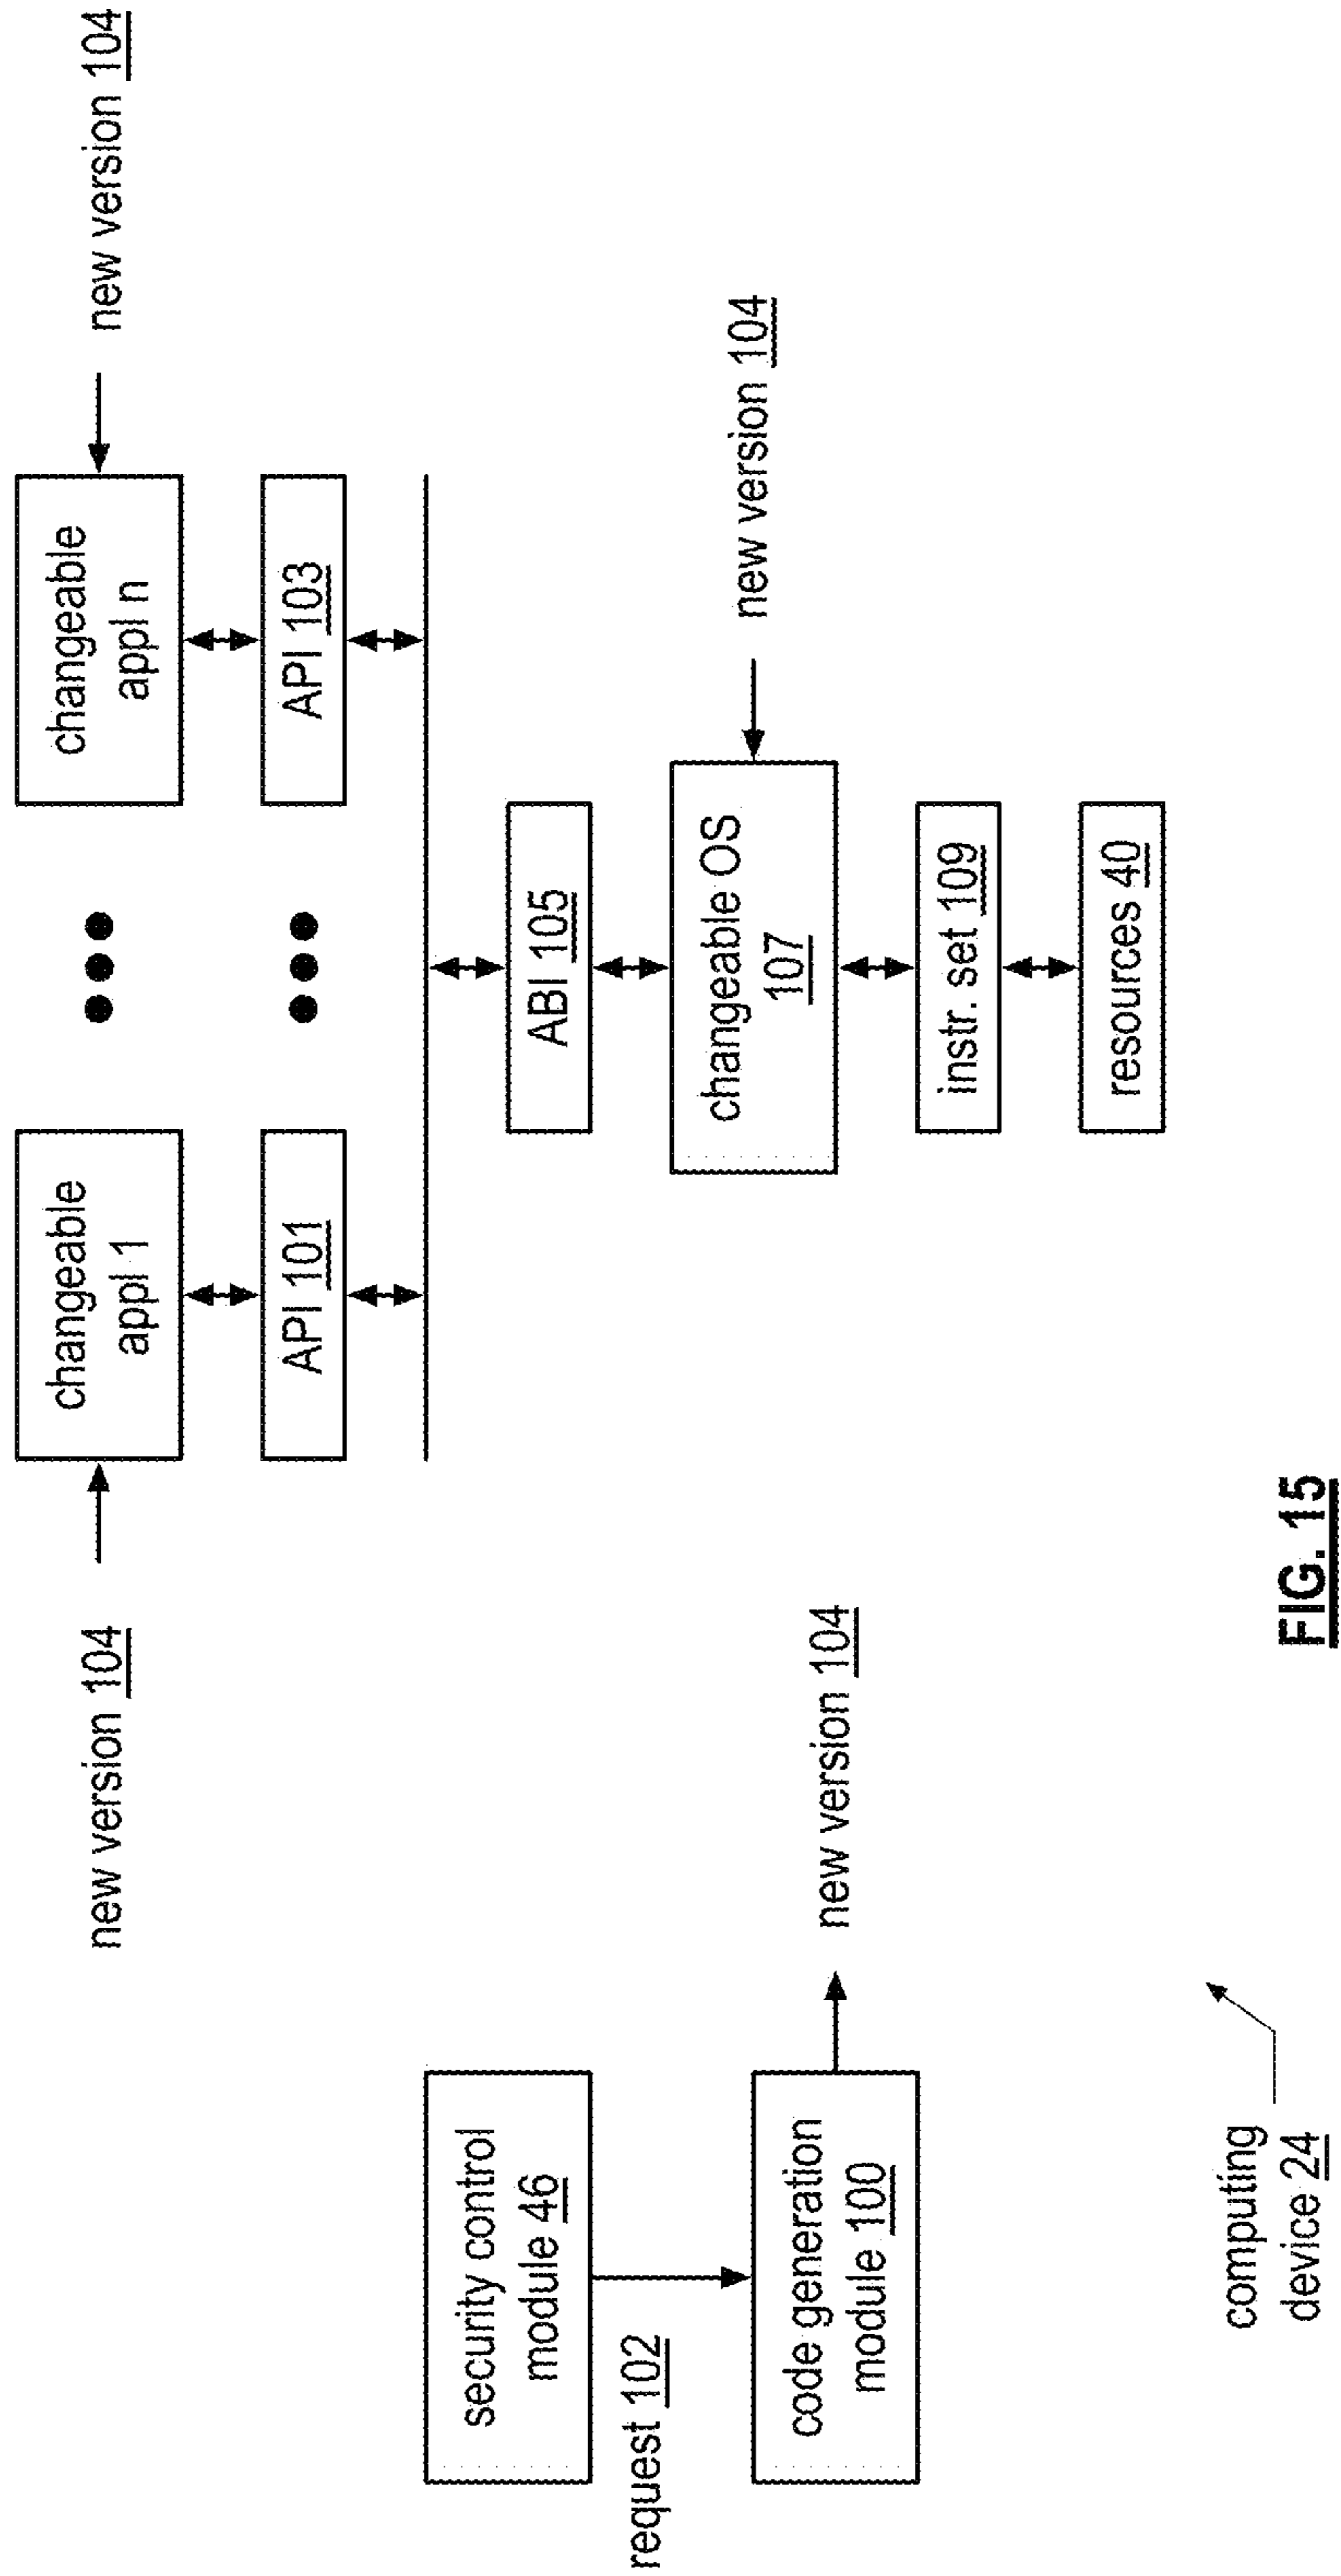 changeable
appl 1
changeable
appl n
new version 104
new version 104
API 101
API 103
security control
module 46
ABI 105
request 102
changeable OS
107
new version 104
code generation
module 100
new version 104
instr. set 109
resources 40
computing
device 24
FIG. 15